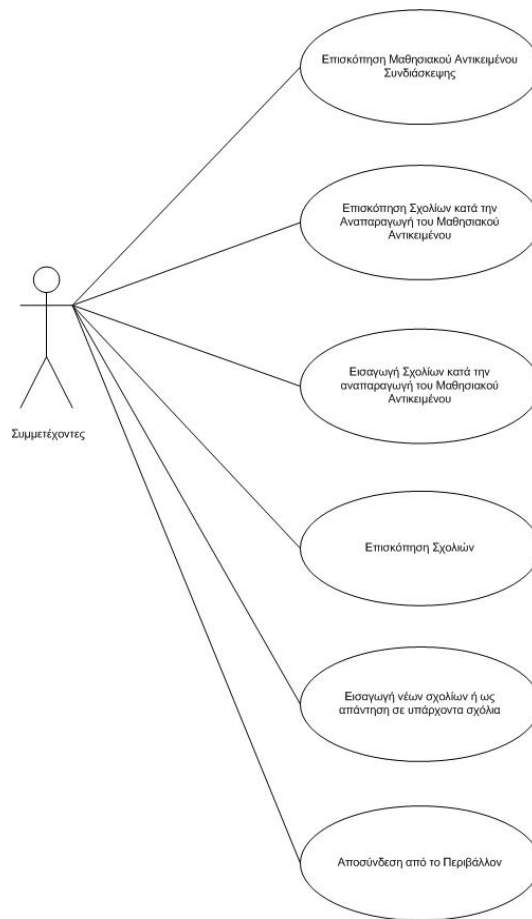 Επισκόπηση Μαθησιακού Αντικειμένου
Συνδιάσκεψης
Επισκόπηση Σχολίων κατά την
Αναπαραγωγή του Μαθησιακού
Αντικειμένου
Εισαγωγή Σχολίων κατά την
αναπαραγωγή του Μαθησιακού
Αντικειμένου
Συμμετέχοντες
Επισκόπηση Σχολιών
Εισαγωγή νέων σχολίων ή ως
απάντηση σε υπάρχοντα σχόλια
Αποσύνδεση από το Περιβάλλον